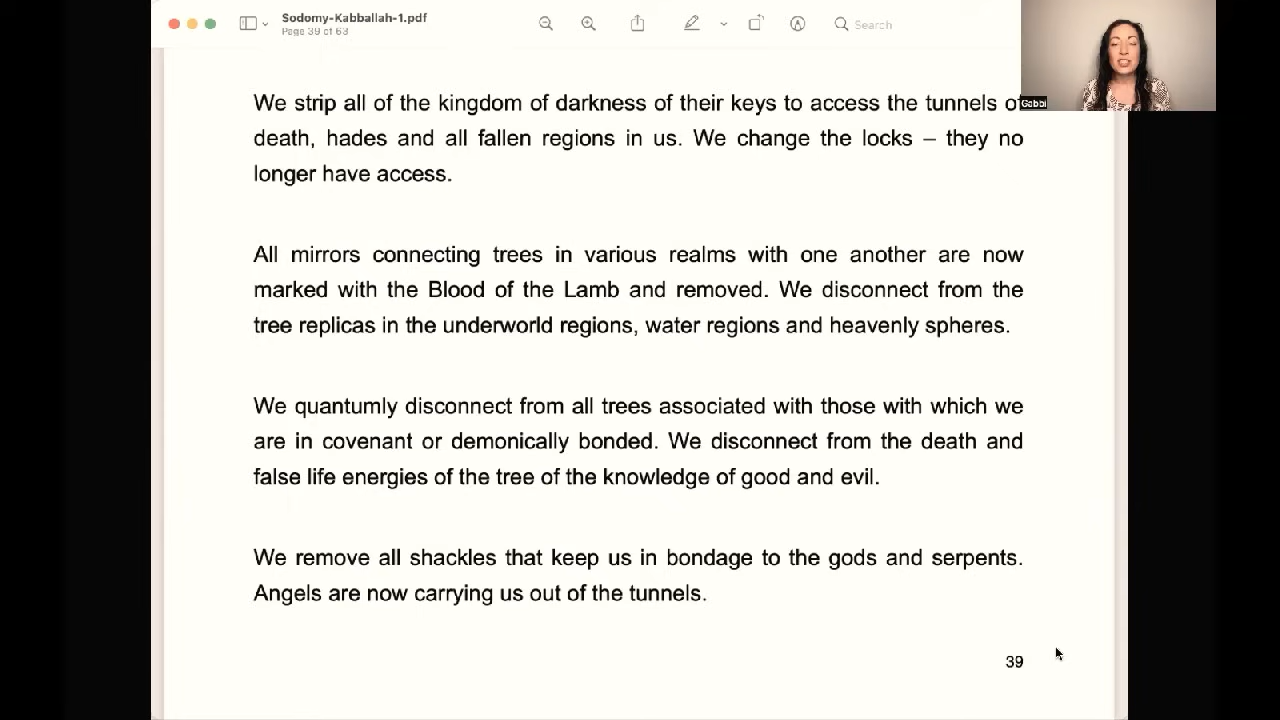 Sodomy-Kabballah-1.pdf
Page 39 of 63
Search
Gabbi
We strip all of the kingdom of darkness of their keys to access the tunnels of
death, hades and all fallen regions in us. We change the locks – they no
longer have access.
All mirrors connecting trees in various realms with one another are now
marked with the Blood of the Lamb and removed. We disconnect from the
tree replicas in the underworld regions, water regions and heavenly spheres.
We quantumly disconnect from all trees associated with those with which we
are in covenant or demonically bonded. We disconnect from the death and
false life energies of the tree of the knowledge of good and evil.
We remove all shackles that keep us in bondage to the gods and serpents.
Angels are now carrying us out of the tunnels.
39